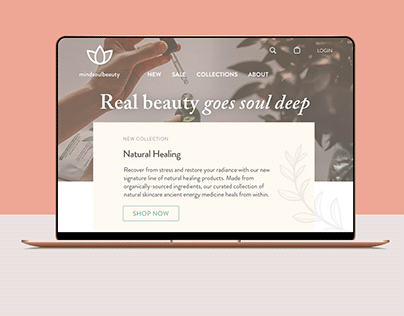 LOGIN
mindsoulbeauty
NEW SALE COLLECTIONS ABOUT
Real beauty goes soul deep
NEW COLLECTION
Natural Healing
Recover from stress and restore your radiance with our new
signature line of natural healing products. Made from
organically-sourced ingredients, our curated collection of
natural skincare ancient energy medicine heals from within.
SHOP NOW